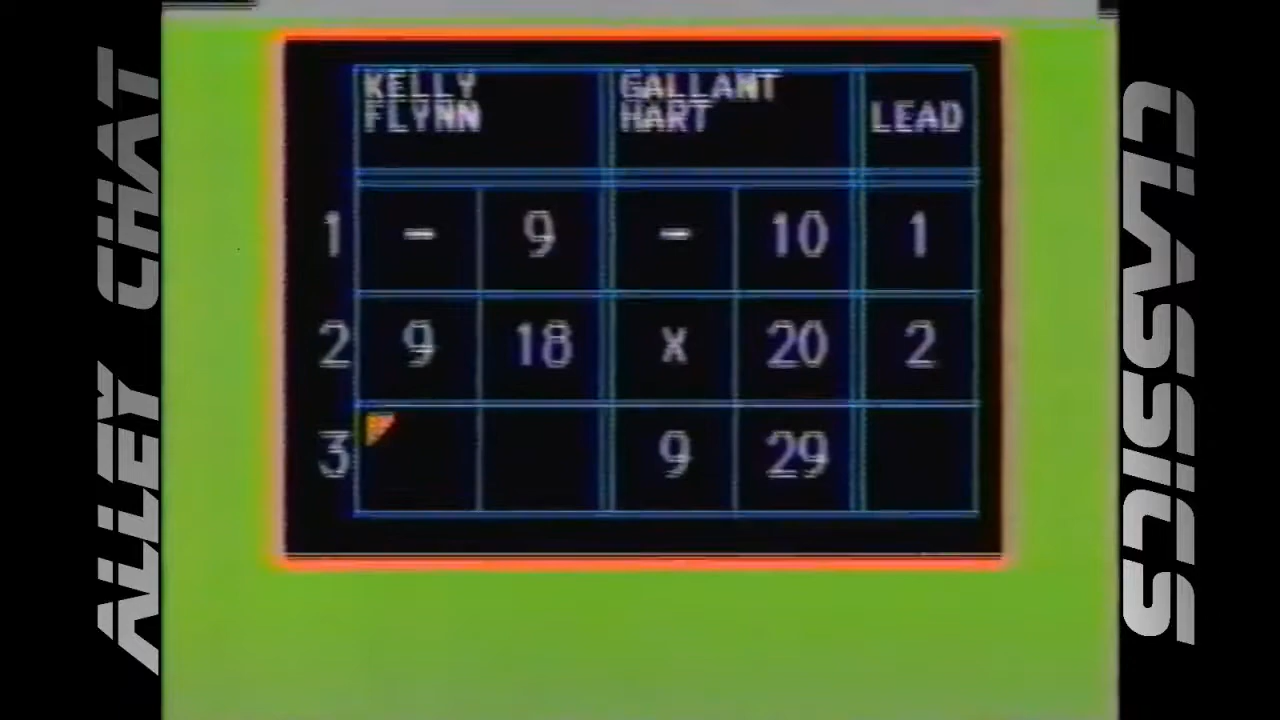 ALLEY CHAT
KELLY FLYNN GALLANT HART LEAD
1 - 9 - 10 1
2 9 18 x 20 2
3 9 29
CLASSICS